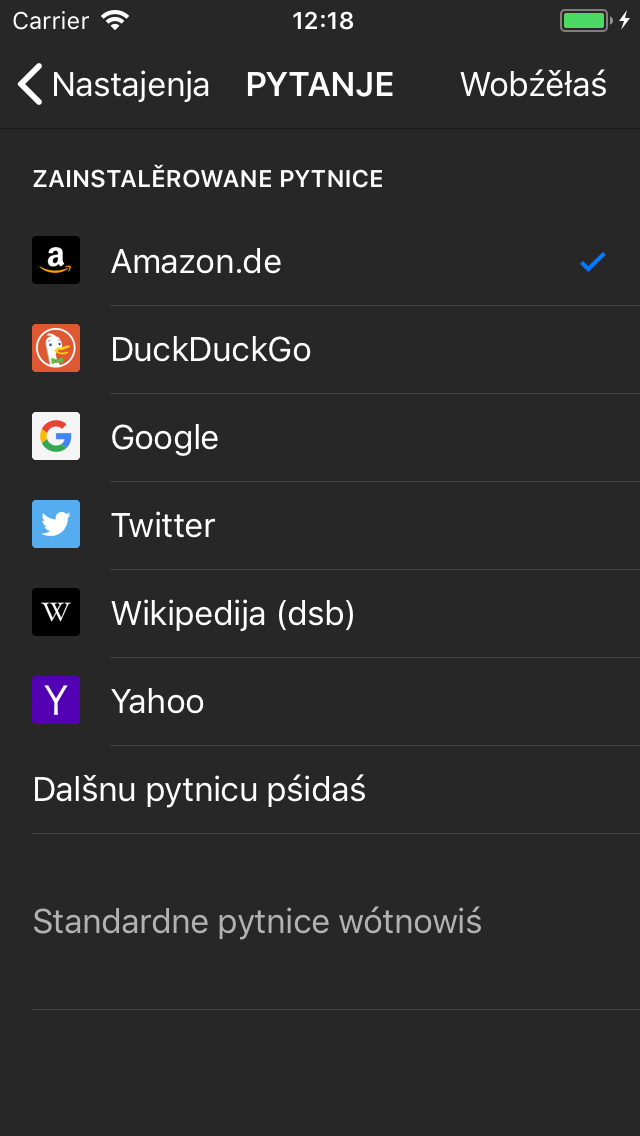 Carrier 12:18
Nastajenja PYTANJE Wobźěłaś
ZAINSTALĚROWANE PYTNICE
Amazon.de
DuckDuckGo
Google
Twitter
Wikipedija (dsb)
Yahoo
Dalšnu pytnicu pśidaś
Standardne pytnice wótnowiś